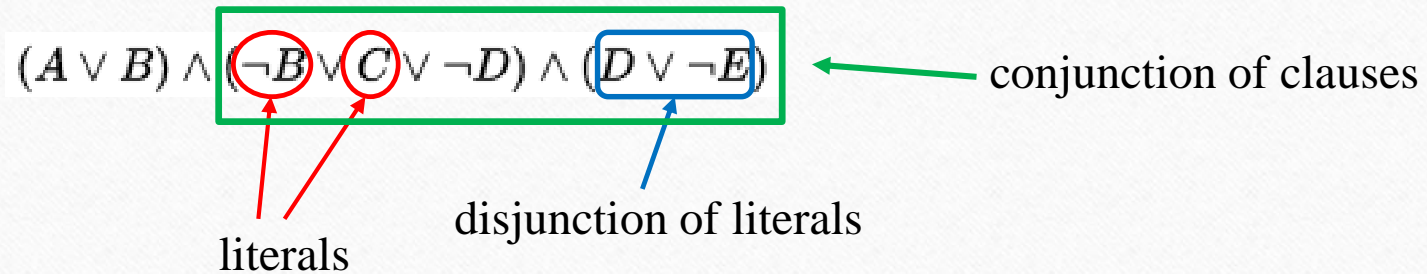 (A ∨ B) ∧ (¬B ∨ C ∨ ¬D) ∧ (D ∨ ¬E)
conjunction of clauses
disjunction of literals
literals